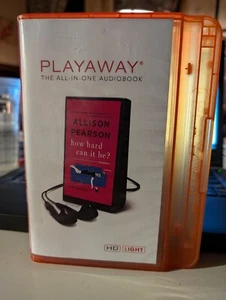 PLAYAWAY®
THE ALL-IN-ONE AUDIOBOOK
ALLISON
PEARSON
how hard
can it be?
HD LIGHT